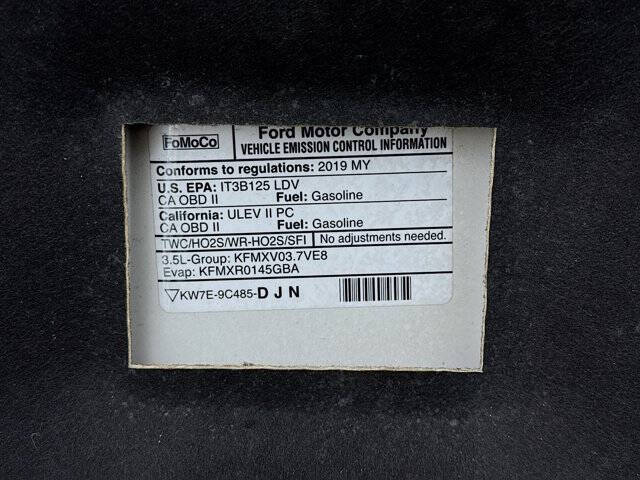 FoMoCo
Ford Motor Company
VEHICLE EMISSION CONTROL INFORMATION
Conforms to regulations: 2019 MY
U.S. EPA: IT3B125 LDV
CA OBD II Fuel: Gasoline
California: ULEV II PC
CA OBD II Fuel: Gasoline
TWC/HO2S/WR-HO2S/SFI No adjustments needed.
3.5L-Group: KFMXV03.7VE8
Evap: KFMXR0145GBA
KW7E-9C485-D J N